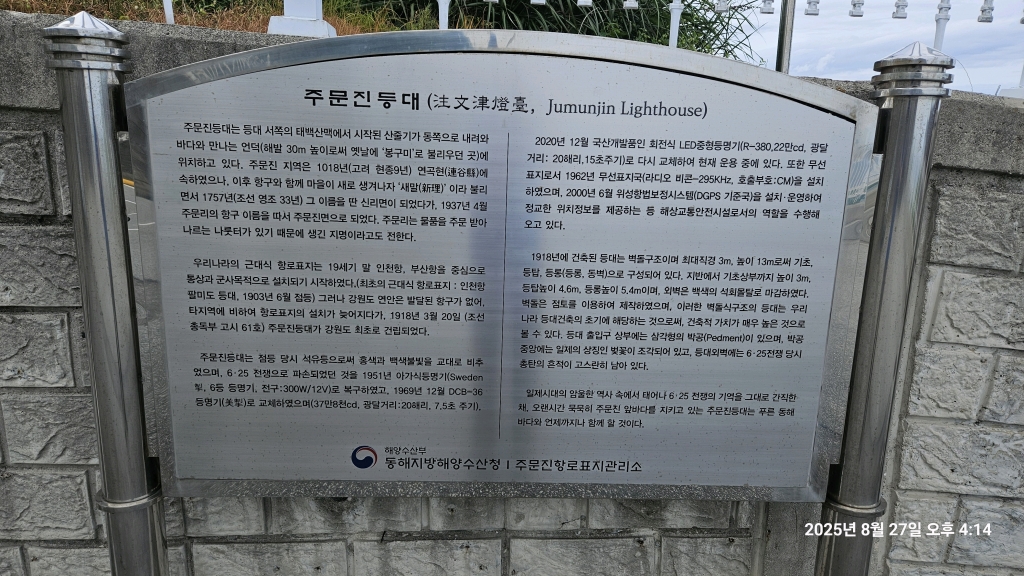 주문진등대 (注文津燈臺, Jumunjin Lighthouse)
주문진등대는 등대 서쪽의 태백산맥에서 시작된 산줄기가 동쪽으로 내려와
바다와 만나는 언덕(해발 30m 높이로써 옛날에 '봉구미'로 불리우던 곳)에
위치하고 있다. 주문진 지역은 1018년(고려 현종9년) 연곡현(連谷縣)에
속하였으나, 이후 항구와 함께 마을이 새로 생겨나자 '새말(新理)' 이라 불리
면서 1757년(조선 영조 33년) 그 이름을 딴 신리면이 되었다가, 1937년 4월
주문리의 항구 이름을 따서 주문진면으로 되었다. 주문리는 물품을 주문 받아
나르는 나룻터가 있기 때문에 생긴 지명이라고도 전한다.
우리나라의 근대식 항로표지는 19세기 말 인천항, 부산항을 중심으로
통상과 군사목적으로 설치되기 시작하였다.(최초의 근대식 항로표지 : 인천항
팔미도 등대, 1903년 6월 점등) 그러나 강원도 연안은 발달된 항구가 없어,
타지역에 비하여 항로표지의 설치가 늦어지다가, 1918년 3월 20일 (조선
총독부 고시 61호) 주문진등대가 강원도 최초로 건립되었다.
주문진등대는 점등 당시 석유등으로써 홍색과 백색불빛을 교대로 비추
었으며, 6·25 전쟁으로 파손되었던 것을 1951년 아가식등명기(Sweden
製, 6등 등명기, 전구:300W/12V)로 복구하였고, 1969년 12월 DCB-36
등명기(美製)로 교체하였으며(37만8천cd, 광달거리:20해리, 7.5초 주기),
2020년 12월 국산개발품인 회전식 LED중형등명기(R-380,22만cd, 광달
거리: 20해리,15초주기)로 다시 교체하여 현재 운용 중에 있다. 또한 무선
표지로서 1962년 무선표지국(라디오 비콘-295KHz, 호출부호:CM)을 설치
하였으며, 2000년 6월 위성항법보정시스템(DGPS 기준국)을 설치·운영하여
정교한 위치정보를 제공하는 등 해상교통안전시설로서의 역할을 수행해
오고 있다.
1918년에 건축된 등대는 벽돌구조이며 최대직경 3m, 높이 13m로써 기초,
등탑, 등롱(등롱, 동벽)으로 구성되어 있다. 지반에서 기초상부까지 높이 3m,
등탑높이 4.6m, 등롱높이 5.4m이며, 외벽은 백색의 석회몰탈로 마감하였다.
벽돌은 점토를 이용하여 제작하였으며, 이러한 벽돌식구조의 등대는 우리
나라 등대건축의 초기에 해당하는 것으로써, 건축적 가치가 매우 높은 것으로
볼 수 있다. 등대 출입구 상부에는 삼각형의 박공(Pedment)이 있으며, 박공
중앙에는 일제의 상징인 벚꽃이 조각되어 있고, 등대외벽에는 6·25전쟁 당시
총탄의 흔적이 고스란히 남아 있다.
일제시대의 암울한 역사 속에서 태어나 6·25 전쟁의 기억을 그대로 간직한
채, 오랜시간 묵묵히 주문진 앞바다를 지키고 있는 주문진등대는 푸른 동해
바다와 언제까지나 함께 할 것이다.
해양수산부
동해지방해양수산청 | 주문진항로표지관리소
2025년 8월 27일 오후 4:14